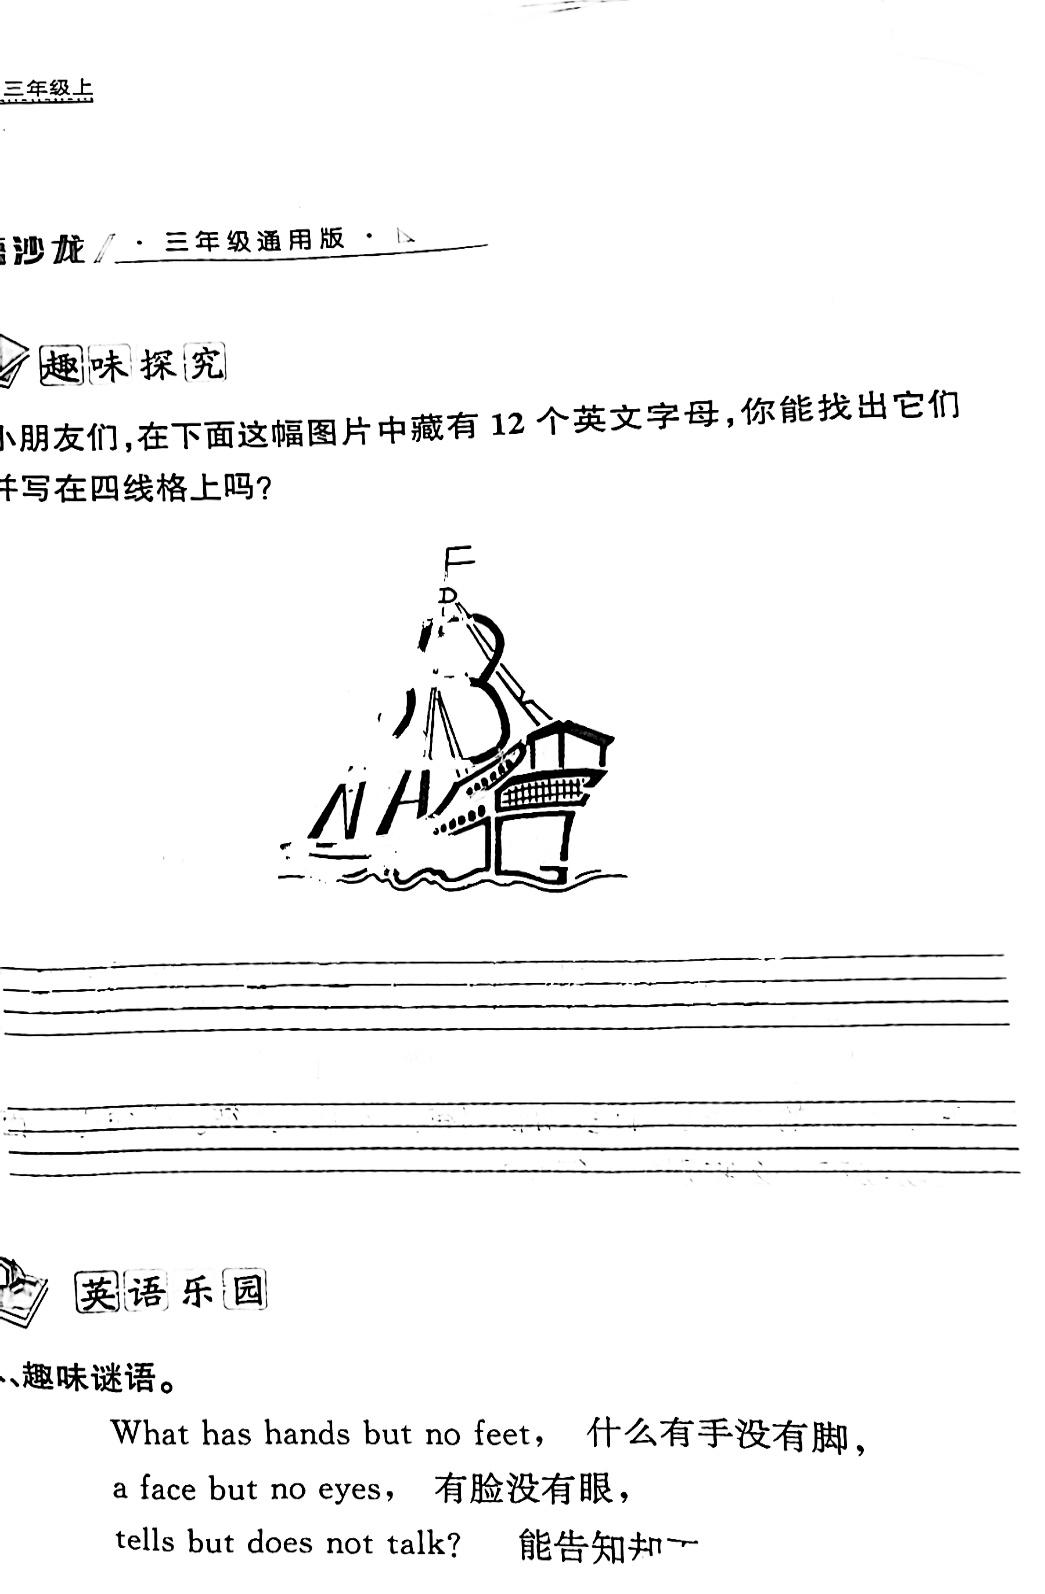 三年级上
沙龙 · 三年级通用版 ·
趣味探究
小朋友们,在下面这幅图片中藏有 12 个英文字母,你能找出它们
并写在四线格上吗?
F
D
B
N A
英语乐园
、趣味谜语。
What has hands but no feet, 什么有手没有脚,
a face but no eyes, 有脸没有眼,
tells but does not talk? 能告知